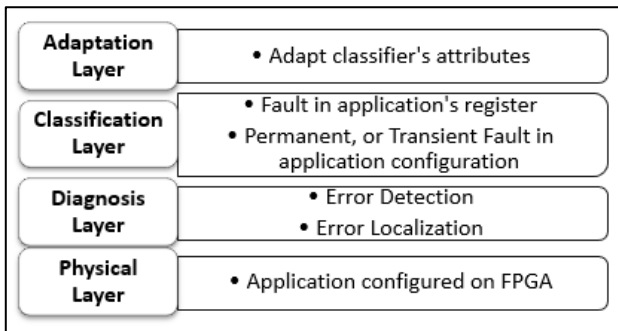 Adaptation
Layer
• Adapt classifier's attributes
Classification
Layer
• Fault in application's register
• Permanent, or Transient Fault in
application configuration
Diagnosis
Layer
• Error Detection
• Error Localization
Physical
Layer
• Application configured on FPGA